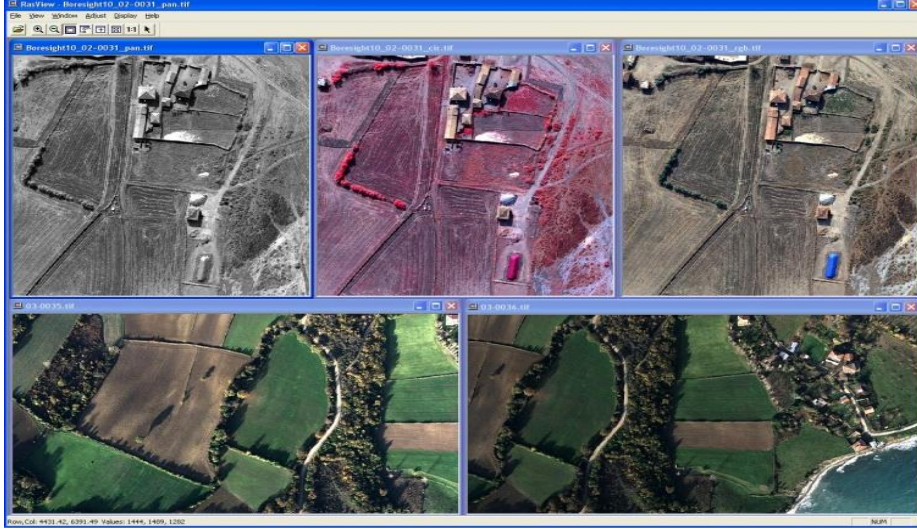 RasView - Boresight10_02-0031_pan.tif
File View Window Adjust Display Help
1:1
Boresight10_02-0031_pan.tif
Boresight10_02-0031_cir.tif
Boresight10_02-0031_rgb.tif
03-0035.tif
03-0036.tif
Row,Col: 4431.42, 6391.49 Values: 1444, 1409, 1282
NUM